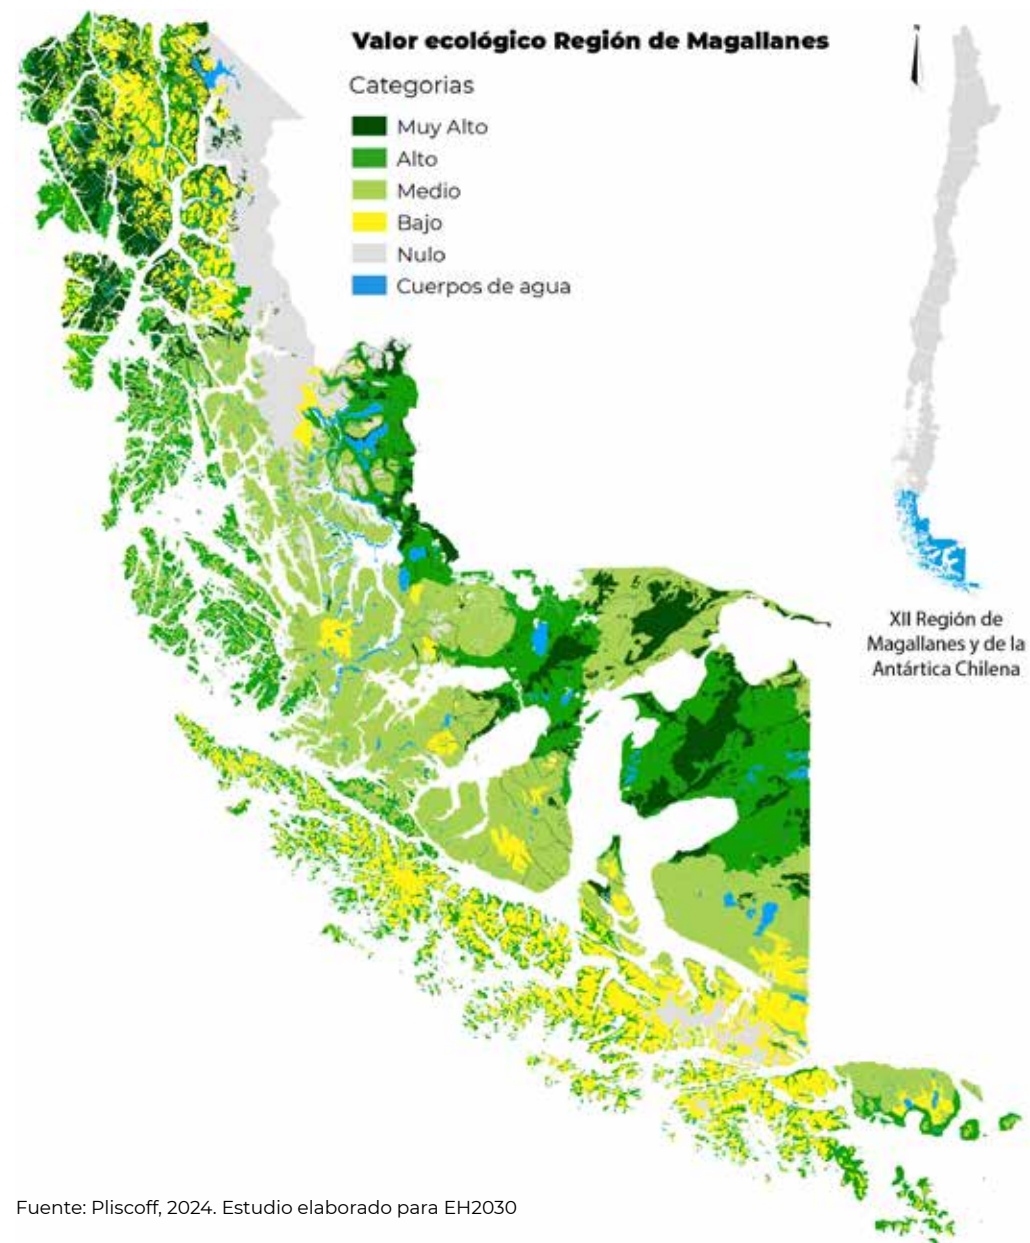 Valor ecológico Región de Magallanes
Categorias
Muy Alto
Alto
Medio
Bajo
Nulo
Cuerpos de agua
N
XII Región de
Magallanes y de la
Antártica Chilena
Fuente: Pliscoff, 2024. Estudio elaborado para EH2030